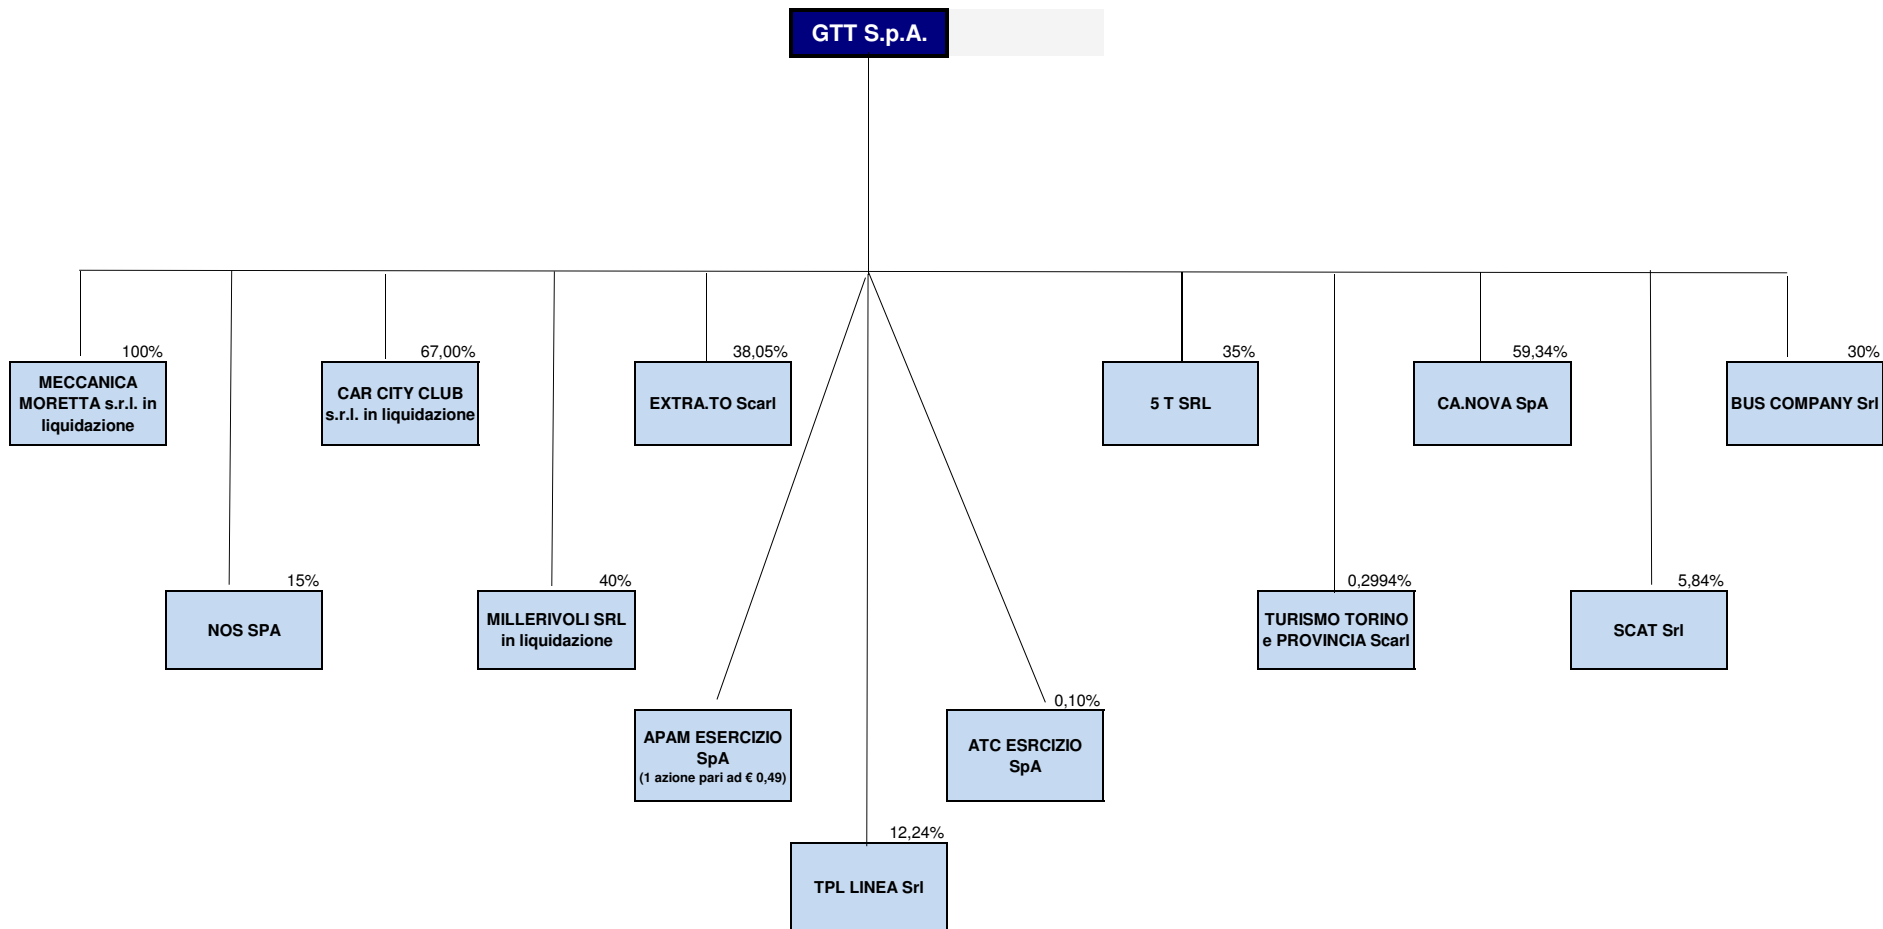 GTT S.p.A.
100%
MECCANICA
MORETTA s.r.l. in
liquidazione
67,00%
CAR CITY CLUB
s.r.l. in liquidazione
38,05%
EXTRA.TO Scarl
35%
5 T SRL
59,34%
CA.NOVA SpA
30%
BUS COMPANY Srl
15%
NOS SPA
40%
MILLERIVOLI SRL
in liquidazione
0,2994%
TURISMO TORINO
e PROVINCIA Scarl
5,84%
SCAT Srl
APAM ESERCIZIO
SpA
(1 azione pari ad € 0,49)
0,10%
ATC ESRCIZIO
SpA
12,24%
TPL LINEA Srl